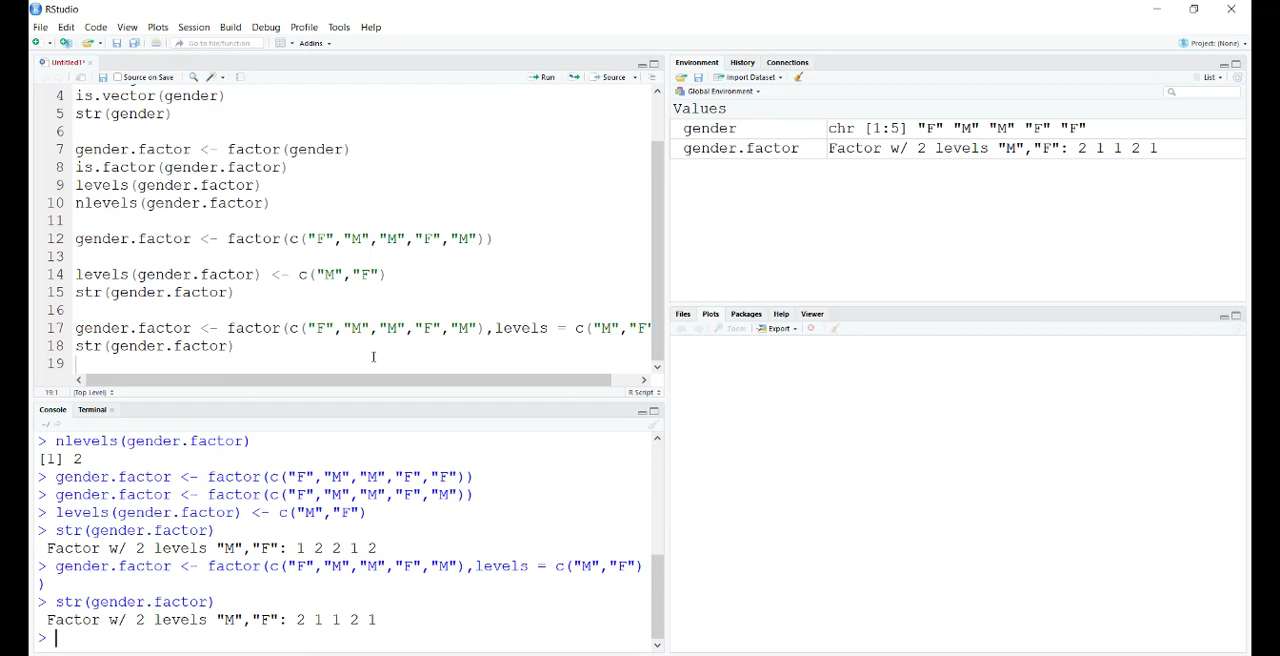 RStudio
File Edit Code View Plots Session Build Debug Profile Tools Help
Go to file/function Addins Project: (None)
Untitled1*
Source on Save Run Source
4 is.vector(gender)
5 str(gender)
6
7 gender.factor <- factor(gender)
8 is.factor(gender.factor)
9 levels(gender.factor)
10 nlevels(gender.factor)
11
12 gender.factor <- factor(c("F","M","M","F","M"))
13
14 levels(gender.factor) <- c("M","F")
15 str(gender.factor)
16
17 gender.factor <- factor(c("F","M","M","F","M"),levels = c("M","F"
18 str(gender.factor)
19
19:1 (Top Level) R Script
Console Terminal
~/
> nlevels(gender.factor)
[1] 2
> gender.factor <- factor(c("F","M","M","F","F"))
> gender.factor <- factor(c("F","M","M","F","M"))
> levels(gender.factor) <- c("M","F")
> str(gender.factor)
Factor w/ 2 levels "M","F": 1 2 2 1 2
> gender.factor <- factor(c("F","M","M","F","M"),levels = c("M","F")
)
> str(gender.factor)
Factor w/ 2 levels "M","F": 2 1 1 2 1
>
Environment History Connections
Import Dataset List
Global Environment
Values
gender chr [1:5] "F" "M" "M" "F" "F"
gender.factor Factor w/ 2 levels "M","F": 2 1 1 2 1
Files Plots Packages Help Viewer
Zoom Export